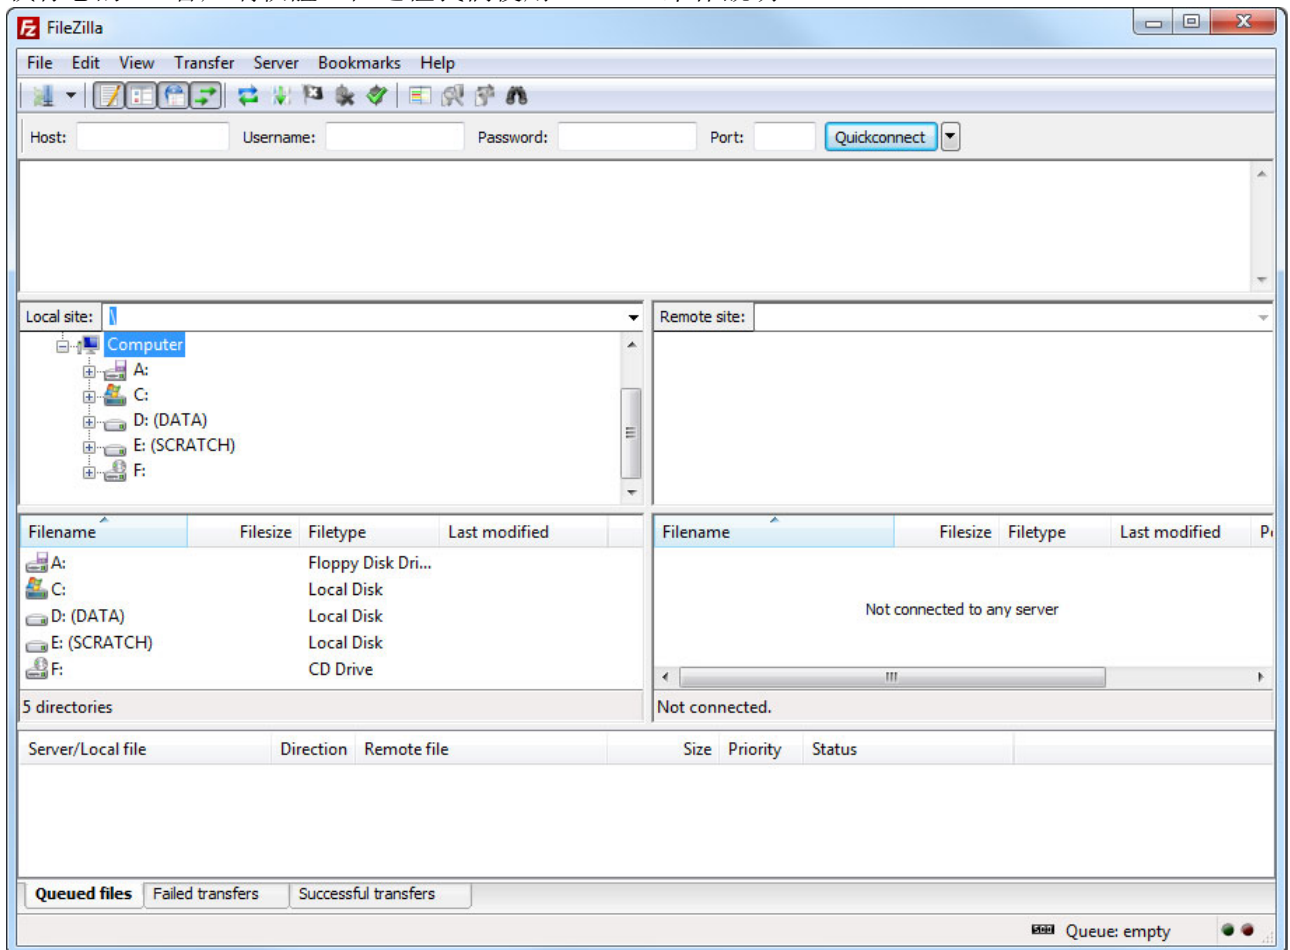 FileZilla
File Edit View Transfer Server Bookmarks Help
Host: Username: Password: Port: Quickconnect
Local site: \ Remote site:
Computer
A:
C:
D: (DATA)
E: (SCRATCH)
F:
Filename Filesize Filetype Last modified
A: Floppy Disk Dri...
C: Local Disk
D: (DATA) Local Disk
E: (SCRATCH) Local Disk
F: CD Drive
5 directories
Filename Filesize Filetype Last modified
Not connected to any server
Not connected.
Server/Local file Direction Remote file Size Priority Status
Queued files Failed transfers Successful transfers
Queue: empty